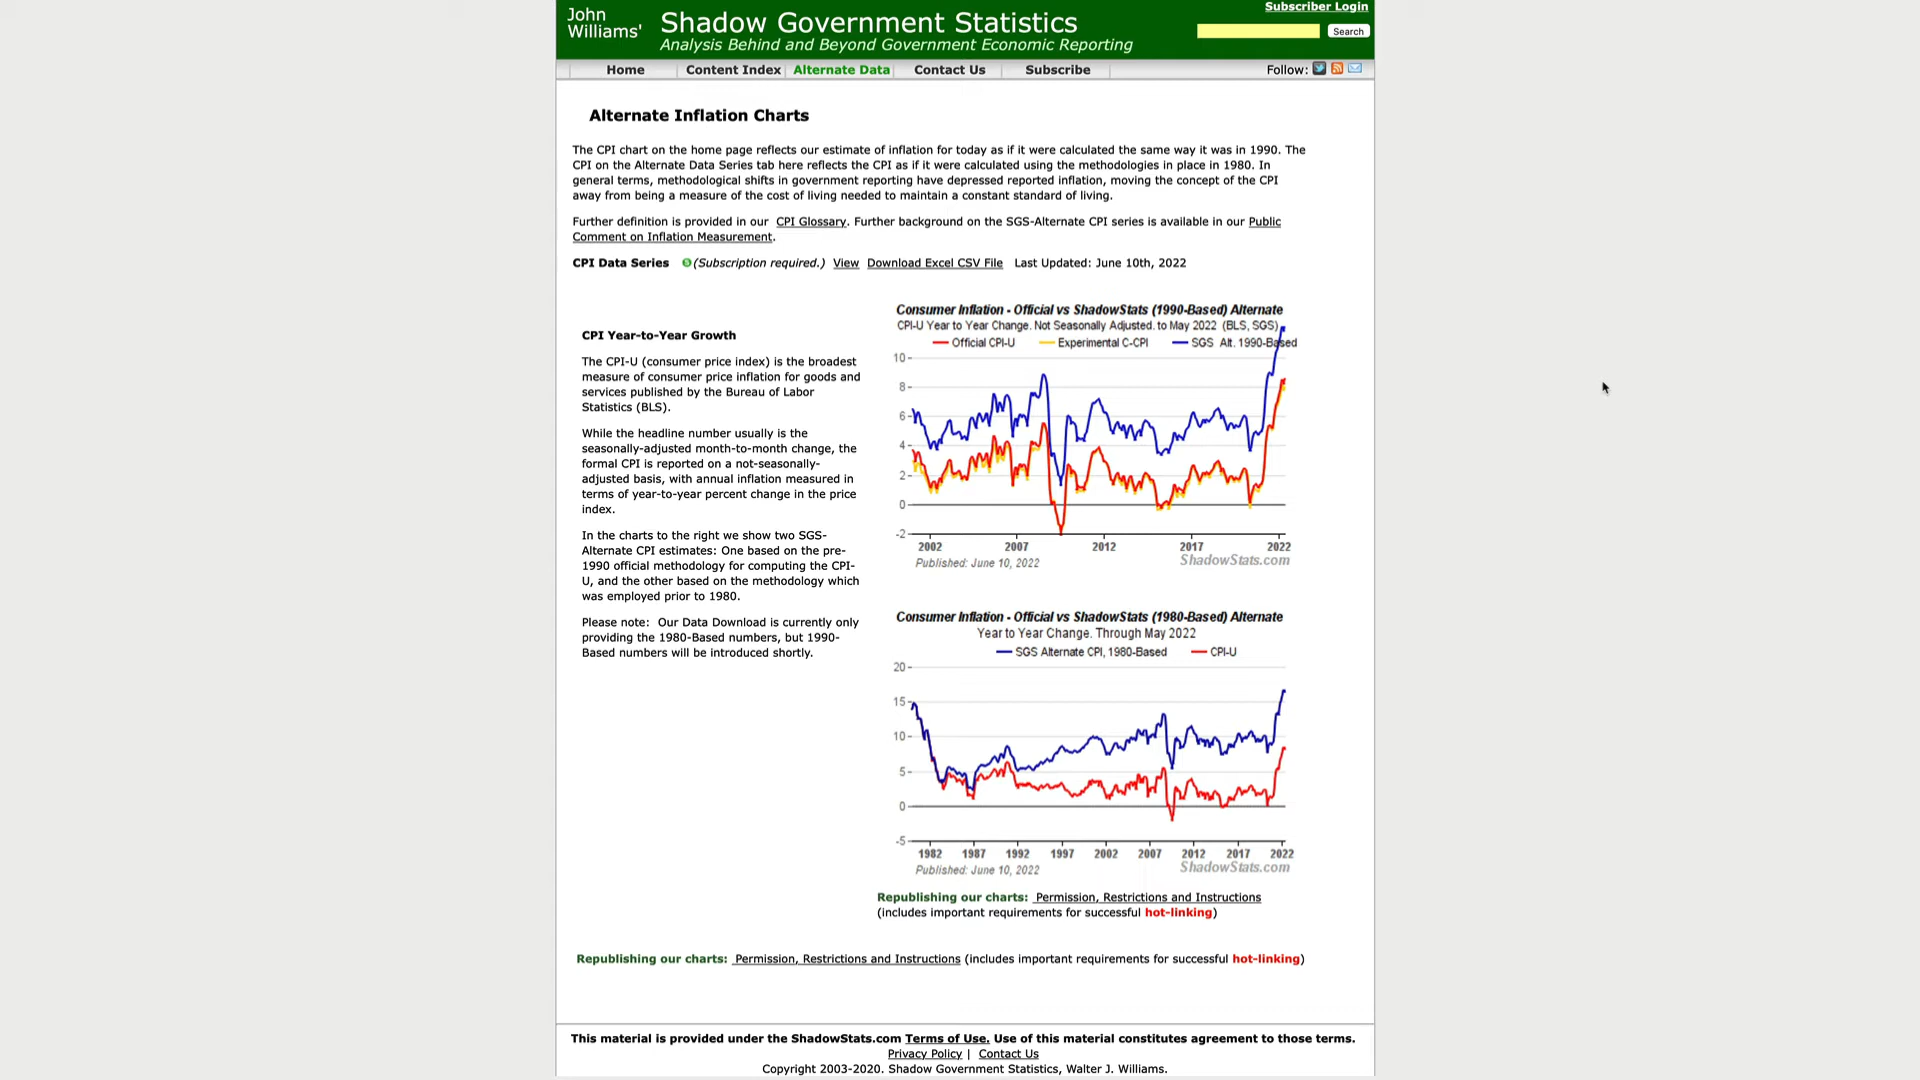 Subscriber Login
John
Williams'
Shadow Government Statistics
Analysis Behind and Beyond Government Economic Reporting
Search
Home
Content Index
Alternate Data
Contact Us
Subscribe
Follow:
Alternate Inflation Charts
The CPI chart on the home page reflects our estimate of inflation for today as if it were calculated the same way it was in 1990. The
CPI on the Alternate Data Series tab here reflects the CPI as if it were calculated using the methodologies in place in 1980. In
general terms, methodological shifts in government reporting have depressed reported inflation, moving the concept of the CPI
away from being a measure of the cost of living needed to maintain a constant standard of living.
Further definition is provided in our CPI Glossary. Further background on the SGS-Alternate CPI series is available in our Public
Comment on Inflation Measurement.
CPI Data Series (Subscription required.) View Download Excel CSV File Last Updated: June 10th, 2022
CPI Year-to-Year Growth
The CPI-U (consumer price index) is the broadest
measure of consumer price inflation for goods and
services published by the Bureau of Labor
Statistics (BLS).
While the headline number usually is the
seasonally-adjusted month-to-month change, the
formal CPI is reported on a not-seasonally-
adjusted basis, with annual inflation measured in
terms of year-to-year percent change in the price
index.
In the charts to the right we show two SGS-
Alternate CPI estimates: One based on the pre-
1990 official methodology for computing the CPI-
U, and the other based on the methodology which
was employed prior to 1980.
Please note: Our Data Download is currently only
providing the 1980-Based numbers, but 1990-
Based numbers will be introduced shortly.
Consumer Inflation - Official vs ShadowStats (1990-Based) Alternate
CPI-U Year to Year Change. Not Seasonally Adjusted. to May 2022 (BLS, SGS)
Official CPI-U Experimental C-CPI SGS Alt. 1990-Based
10
8
6
4
2
0
-2
2002 2007 2012 2017 2022
Published: June 10, 2022
ShadowStats.com
Consumer Inflation - Official vs ShadowStats (1980-Based) Alternate
Year to Year Change. Through May 2022
SGS Alternate CPI, 1980-Based CPI-U
20
15
10
5
0
-5
1982 1987 1992 1997 2002 2007 2012 2017 2022
Published: June 10, 2022
ShadowStats.com
Republishing our charts: Permission, Restrictions and Instructions
(includes important requirements for successful hot-linking)
Republishing our charts: Permission, Restrictions and Instructions (includes important requirements for successful hot-linking)
This material is provided under the ShadowStats.com Terms of Use. Use of this material constitutes agreement to those terms.
Privacy Policy | Contact Us
Copyright 2003-2020. Shadow Government Statistics, Walter J. Williams.